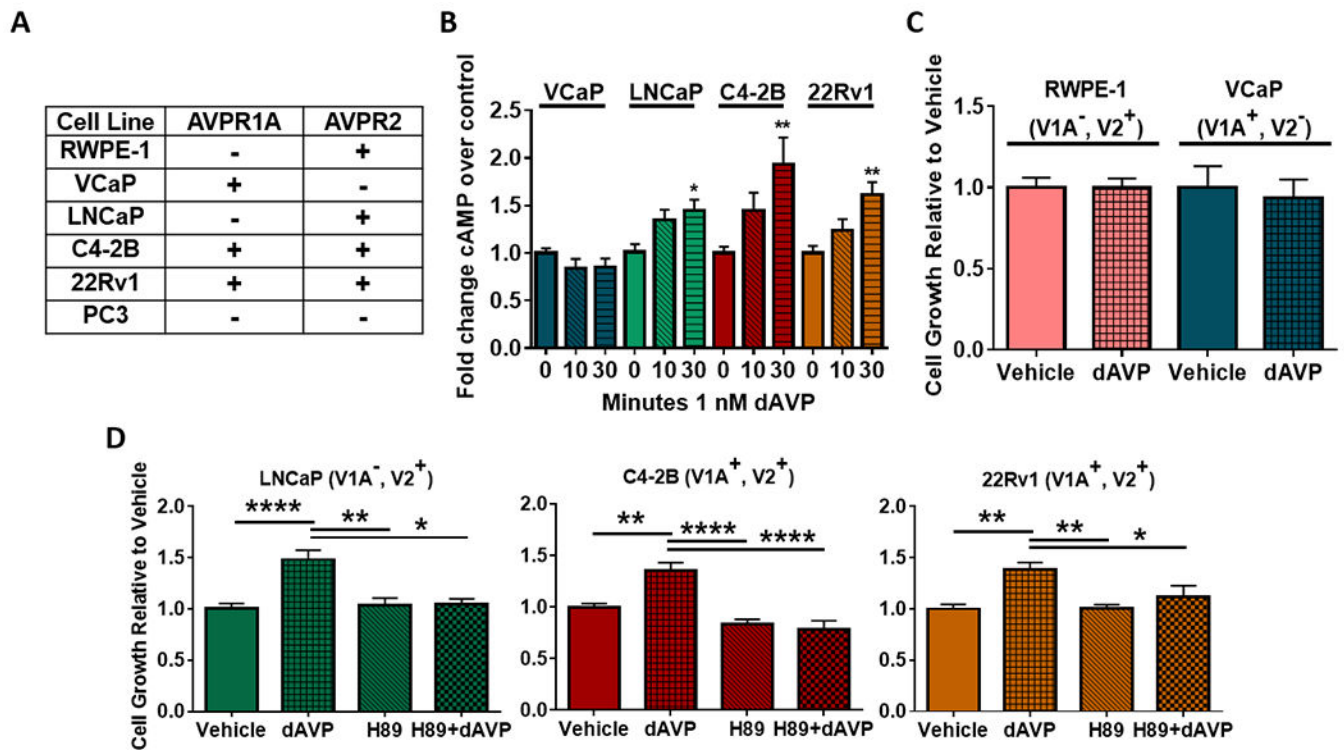 A
Cell Line AVPR1A AVPR2
RWPE-1 - +
VCaP + -
LNCaP - +
C4-2B + +
22Rv1 + +
PC3 - -
B
VCaP LNCaP C4-2B 22Rv1
Fold change cAMP over control
2.5
2.0
1.5
1.0
0.5
0.0
* ** **
0 10 30 0 10 30 0 10 30 0 10 30
Minutes 1 nM dAVP
C
RWPE-1 VCaP
(V1A⁻, V2⁺) (V1A⁺, V2⁻)
Cell Growth Relative to Vehicle
1.5
1.0
0.5
0.0
Vehicle dAVP Vehicle dAVP
D
LNCaP (V1A⁻, V2⁺)
Cell Growth Relative to Vehicle
2.0
1.5
1.0
0.5
0.0
**** ** *
Vehicle dAVP H89 H89+dAVP
C4-2B (V1A⁺, V2⁺)
2.0
1.5
1.0
0.5
0.0
** **** ****
Vehicle dAVP H89 H89+dAVP
22Rv1 (V1A⁺, V2⁺)
2.0
1.5
1.0
0.5
0.0
** ** *
Vehicle dAVP H89 H89+dAVP